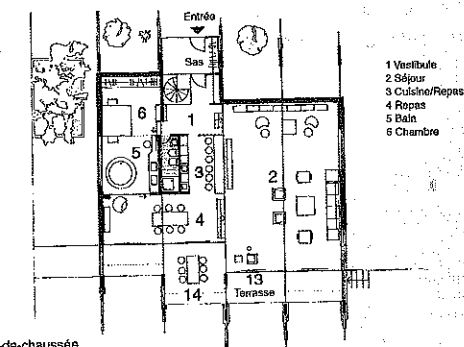 Entrée
Sas
1 Vestibule
2 Séjour
3 Cuisine/Repas
4 Repas
5 Bain
6 Chambre
6
1
5
3
2
4
13
14
Terrasse
-de-chaussée